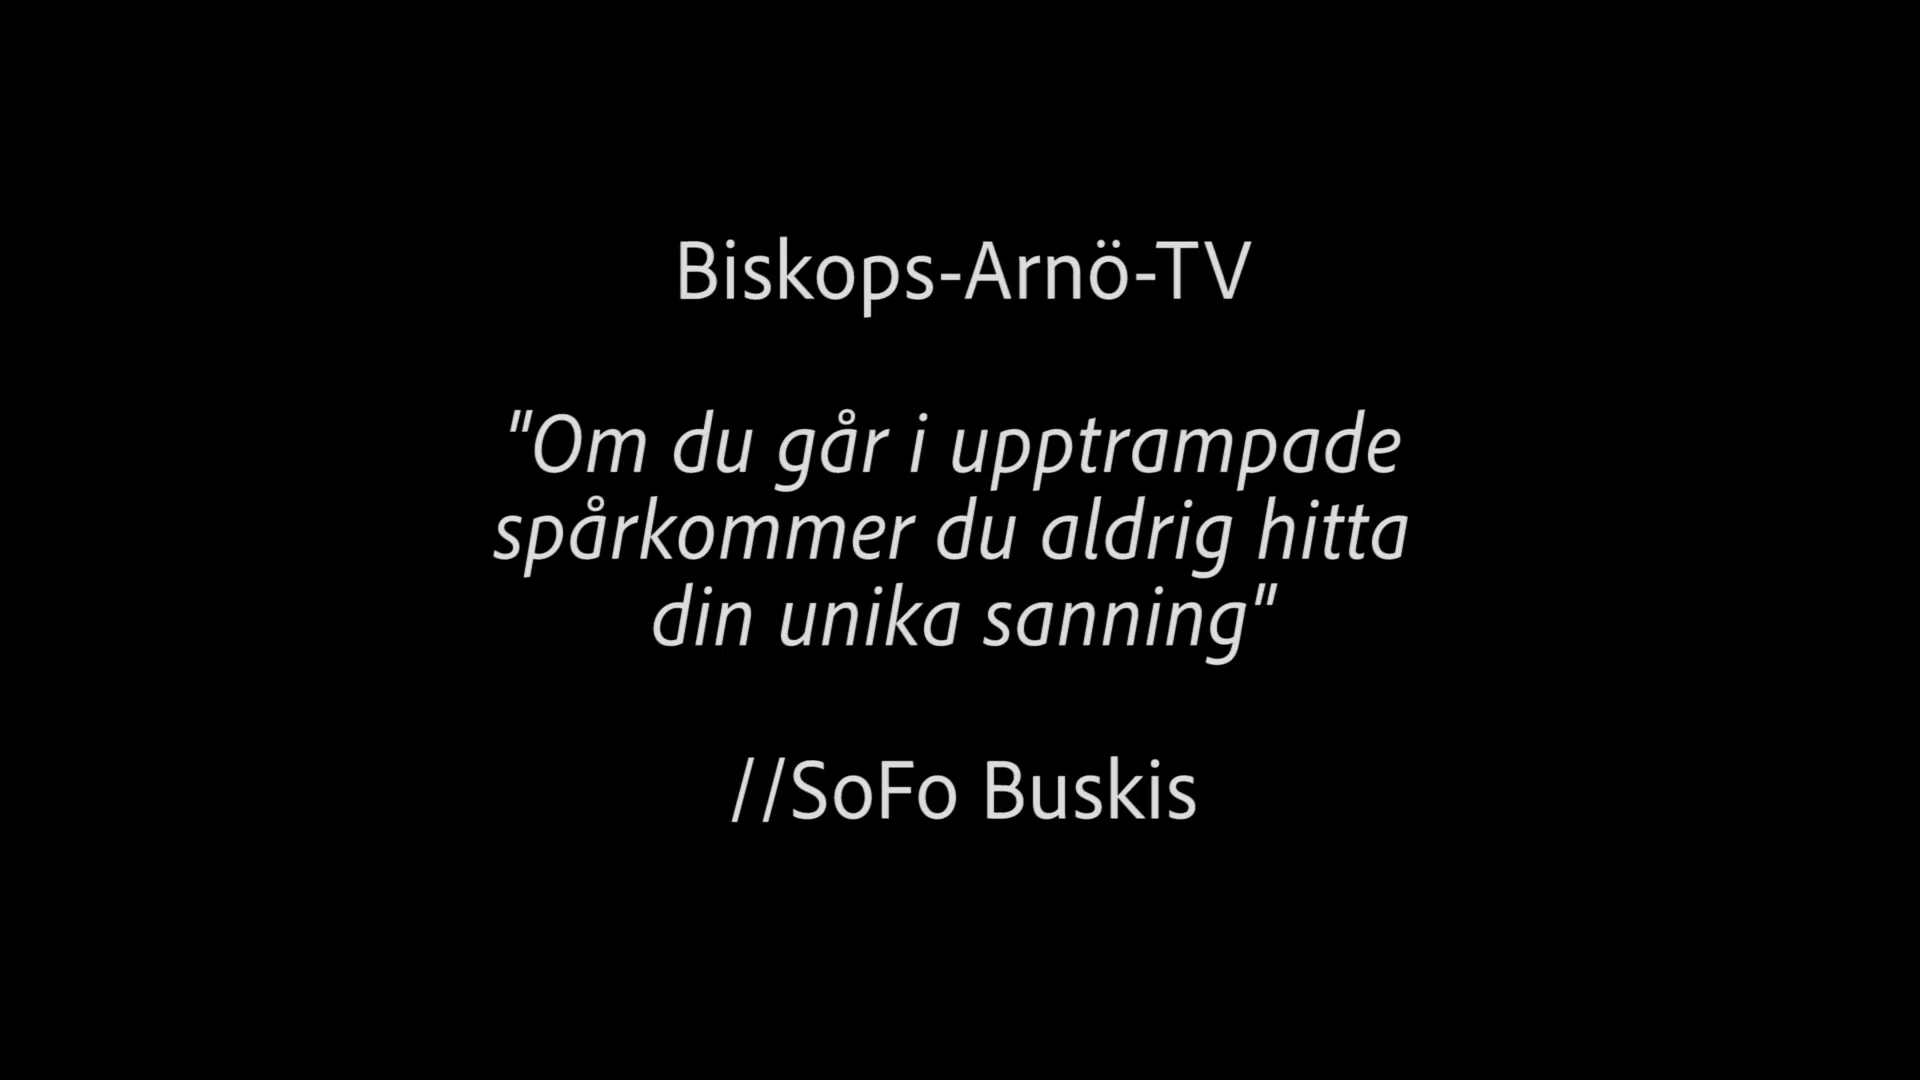 Biskops-Arnö-TV
"Om du går i upptrampade
spårkommer du aldrig hitta
din unika sanning"
//SoFo Buskis